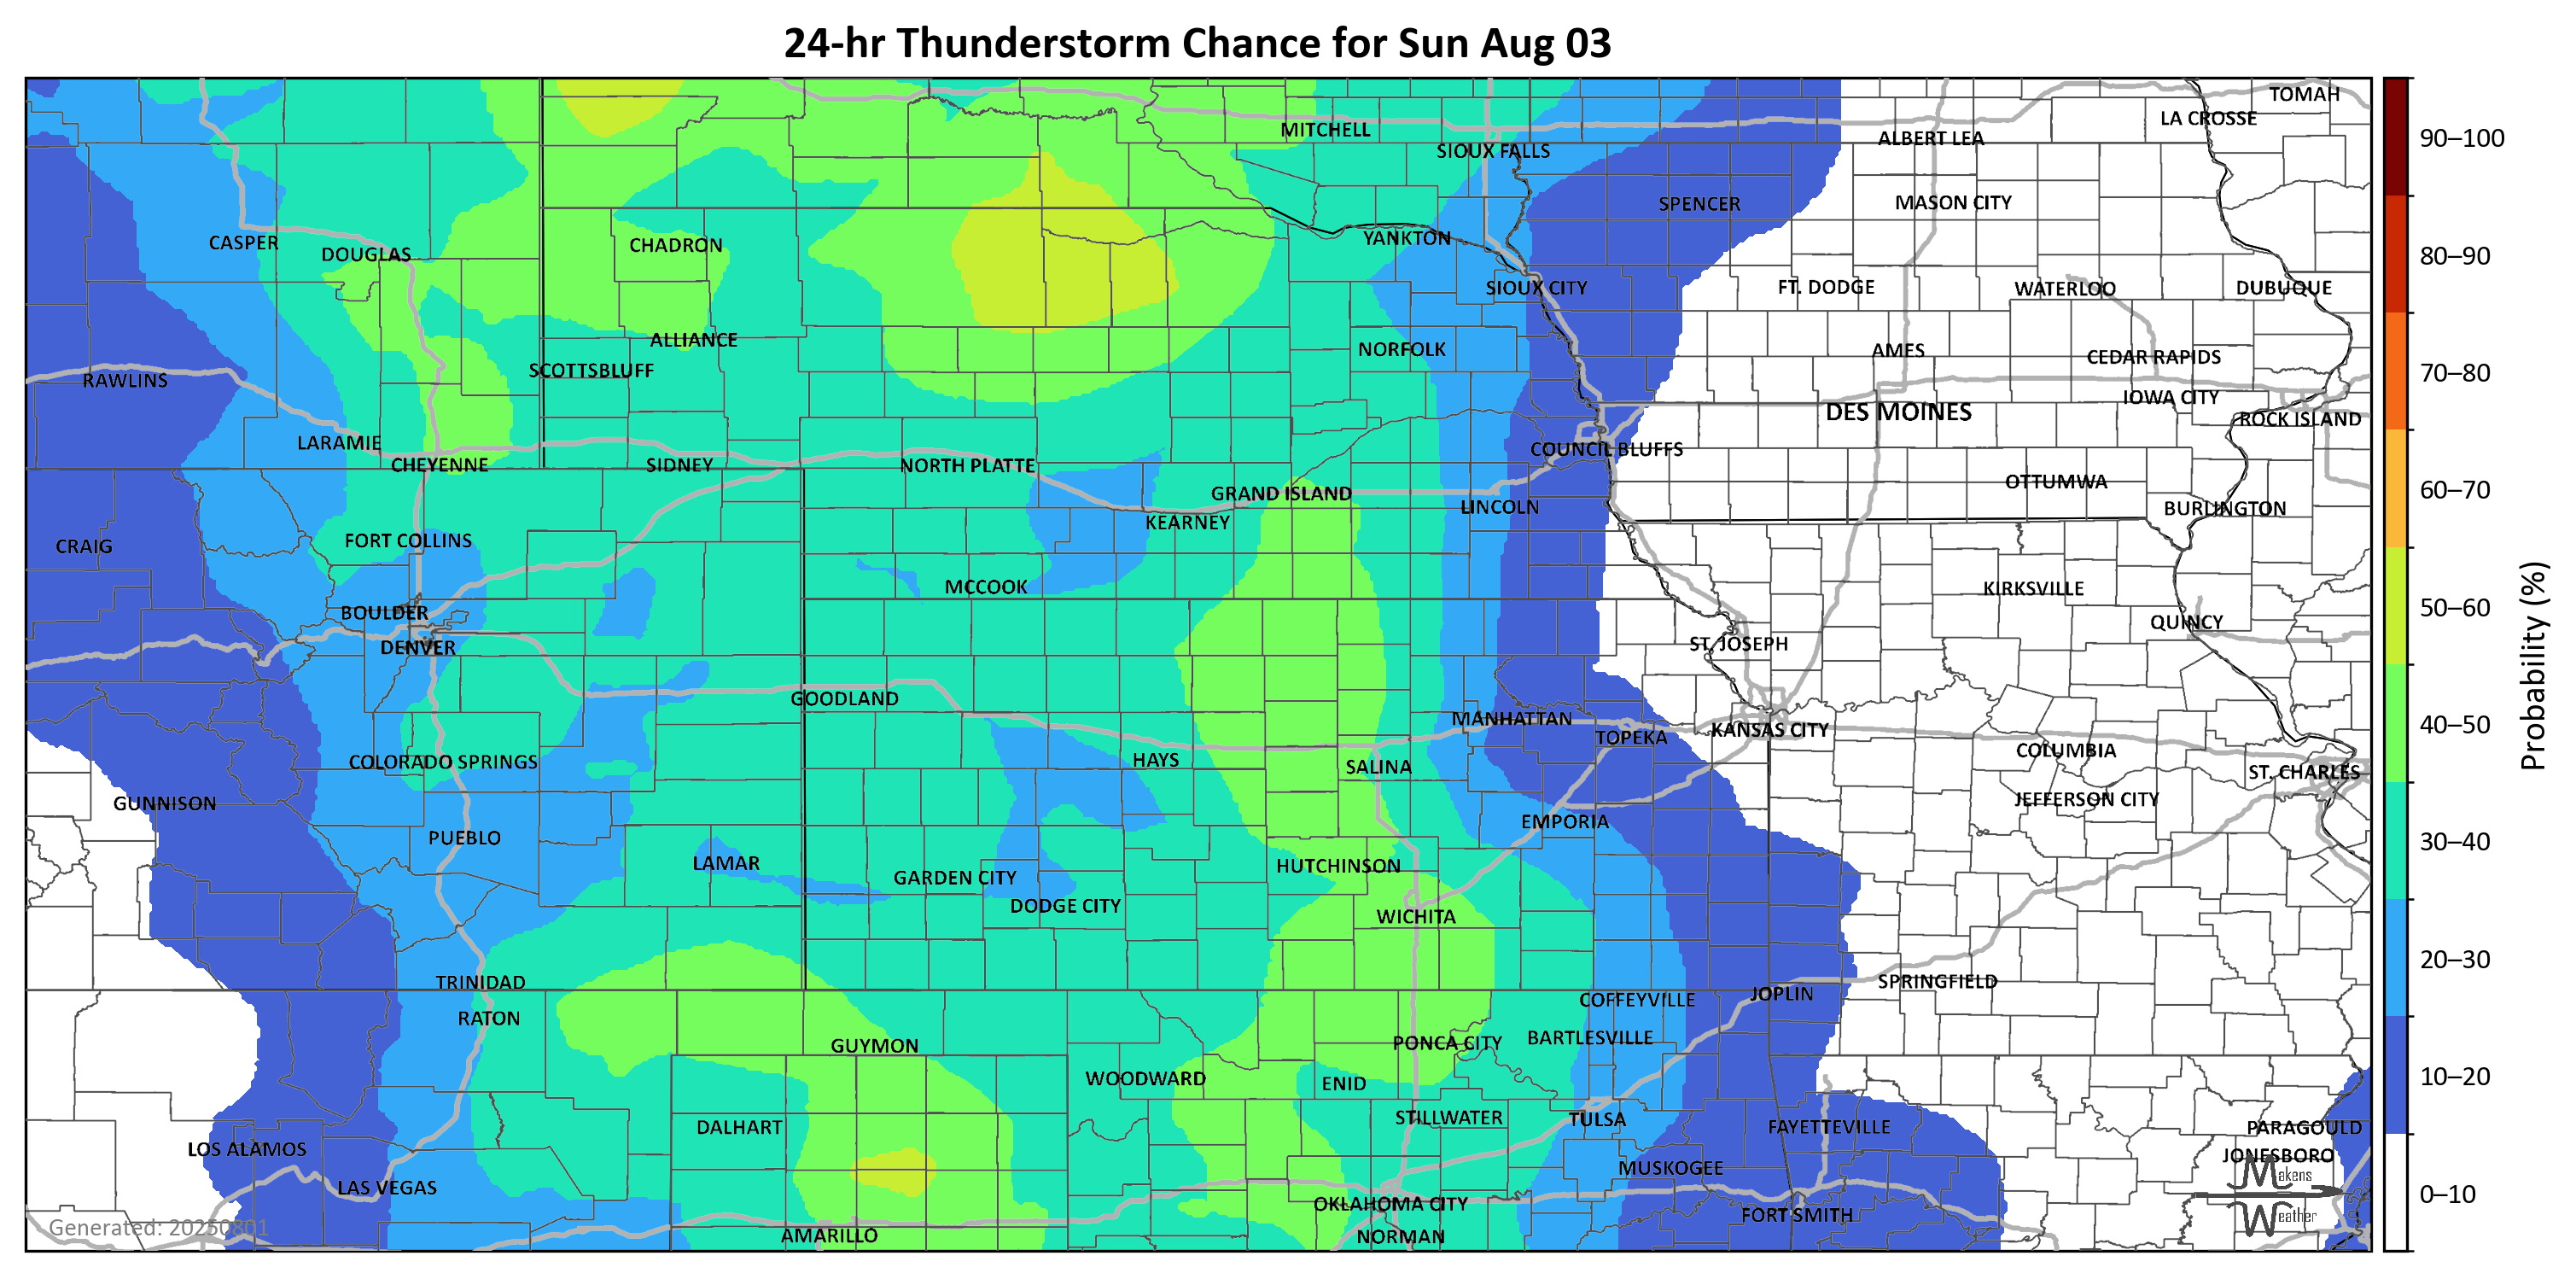 24-hr Thunderstorm Chance for Sun Aug 03
TOMAH
LA CROSSE
MITCHELL
ALBERT LEA
90–100
SIOUX FALLS
SPENCER
MASON CITY
YANKTON
CASPER
CHADRON
DOUGLAS
80–90
SIOUX CITY
FT. DODGE
WATERLOO
DUBUQUE
ALLIANCE
NORFOLK
AMES
CEDAR RAPIDS
SCOTTSBLUFF
70–80
RAWLINS
IOWA CITY
DES MOINES
ROCK ISLAND
LARAMIE
COUNCIL BLUFFS
CHEYENNE
SIDNEY
NORTH PLATTE
OTTUMWA
60–70
GRAND ISLAND
LINCOLN
BURLINGTON
KEARNEY
FORT COLLINS
CRAIG
MCCOOK
KIRKSVILLE
50–60
BOULDER
QUINCY
DENVER
ST. JOSEPH
Probability (%)
GOODLAND
MANHATTAN
40–50
KANSAS CITY
TOPEKA
COLUMBIA
COLORADO SPRINGS
HAYS
SALINA
ST. CHARLES
GUNNISON
JEFFERSON CITY
EMPORIA
PUEBLO
30–40
LAMAR
HUTCHINSON
GARDEN CITY
DODGE CITY
WICHITA
20–30
TRINIDAD
SPRINGFIELD
JOPLIN
COFFEYVILLE
RATON
BARTLESVILLE
GUYMON
PONCA CITY
WOODWARD
ENID
10–20
STILLWATER
TULSA
DALHART
FAYETTEVILLE
PARAGOULD
LOS ALAMOS
JONESBORO
MUSKOGEE
Makens
LAS VEGAS
0–10
OKLAHOMA CITY
FORT SMITH
Weather
Generated: 20250801
AMARILLO
NORMAN